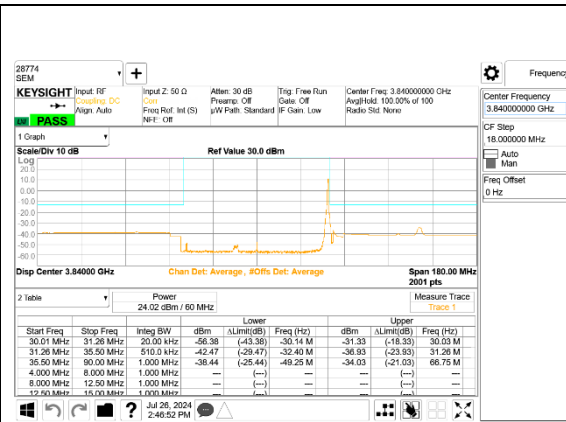 28774
SEM
+
Frequency
KEYSIGHT Input: RF Input Z: 50 Ω Atten: 30 dB Trig: Free Run Center Freq: 3.840000000 GHz
Coupling: DC Corr Preamp: Off Gate: Off Avg|Hold: 100.00% of 100
Align: Auto Freq Ref: Int (S) µW Path: Standard IF Gain: Low Radio Std: None
NFE: Off
PASS
Center Frequency
3.840000000 GHz
CF Step
18.000000 MHz
Auto
Man
Freq Offset
0 Hz
1 Graph
Scale/Div 10 dB Ref Value 30.0 dBm
Log
20.0
10.0
0.00
-10.0
-20.0
-30.0
-40.0
-50.0
-60.0
Disp Center 3.84000 GHz Chan Det: Average, #Offs Det: Average Span 180.00 MHz
2001 pts
2 Table Power Measure Trace
24.02 dBm / 60 MHz Trace 1
Lower Upper
Start Freq Stop Freq Integ BW dBm ΔLimit(dB) Freq (Hz) dBm ΔLimit(dB) Freq (Hz)
30.01 MHz 31.26 MHz 20.00 kHz -56.38 (-43.38) -30.14 M -31.33 (-18.33) 30.03 M
31.26 MHz 35.50 MHz 510.0 kHz -42.47 (-29.47) -32.40 M -36.93 (-23.93) 31.26 M
35.50 MHz 90.00 MHz 1.000 MHz -38.44 (-25.44) -49.25 M -34.03 (-21.03) 66.75 M
4.000 MHz 8.000 MHz 1.000 MHz --- (---) --- --- (---) ---
8.000 MHz 12.50 MHz 1.000 MHz --- (---) --- --- (---) ---
12.50 MHz 15.00 MHz 1.000 MHz --- (---) --- --- (---) ---
? Jul 26, 2024
2:46:52 PM